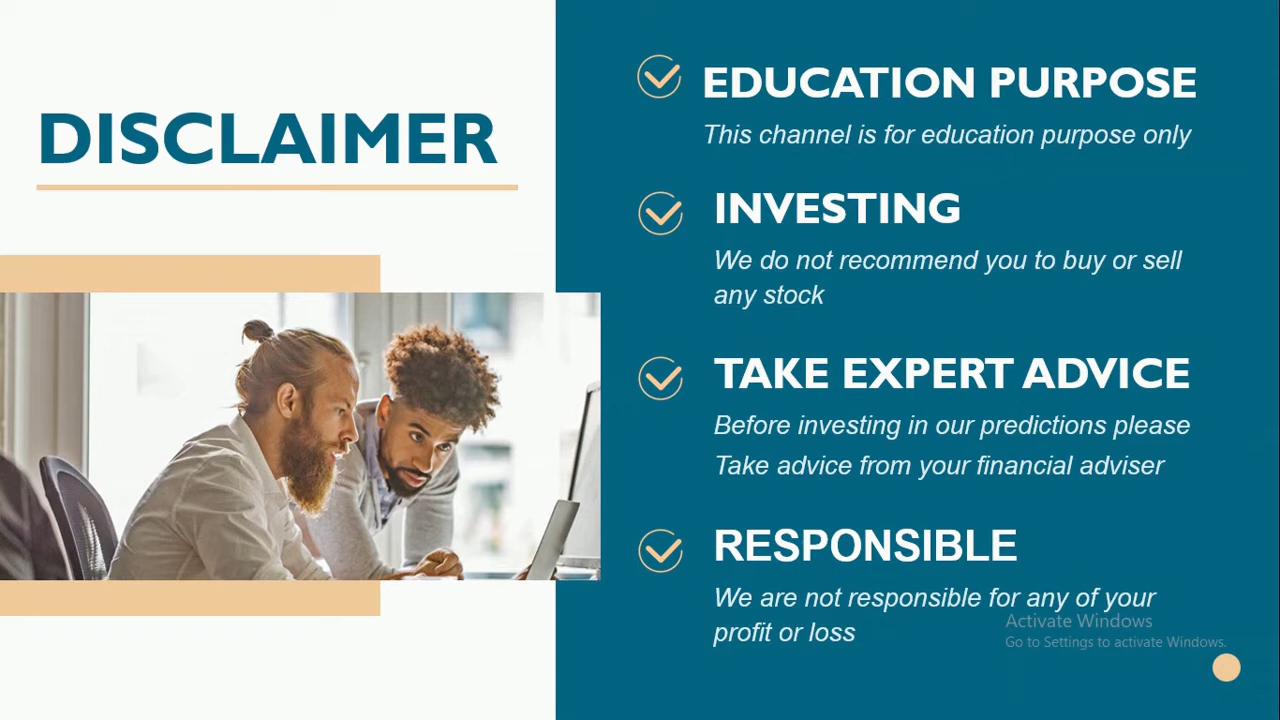 DISCLAIMER
EDUCATION PURPOSE
This channel is for education purpose only
INVESTING
We do not recommend you to buy or sell
any stock
TAKE EXPERT ADVICE
Before investing in our predictions please
Take advice from your financial adviser
RESPONSIBLE
We are not responsible for any of your
profit or loss
Activate Windows
Go to Settings to activate Windows.